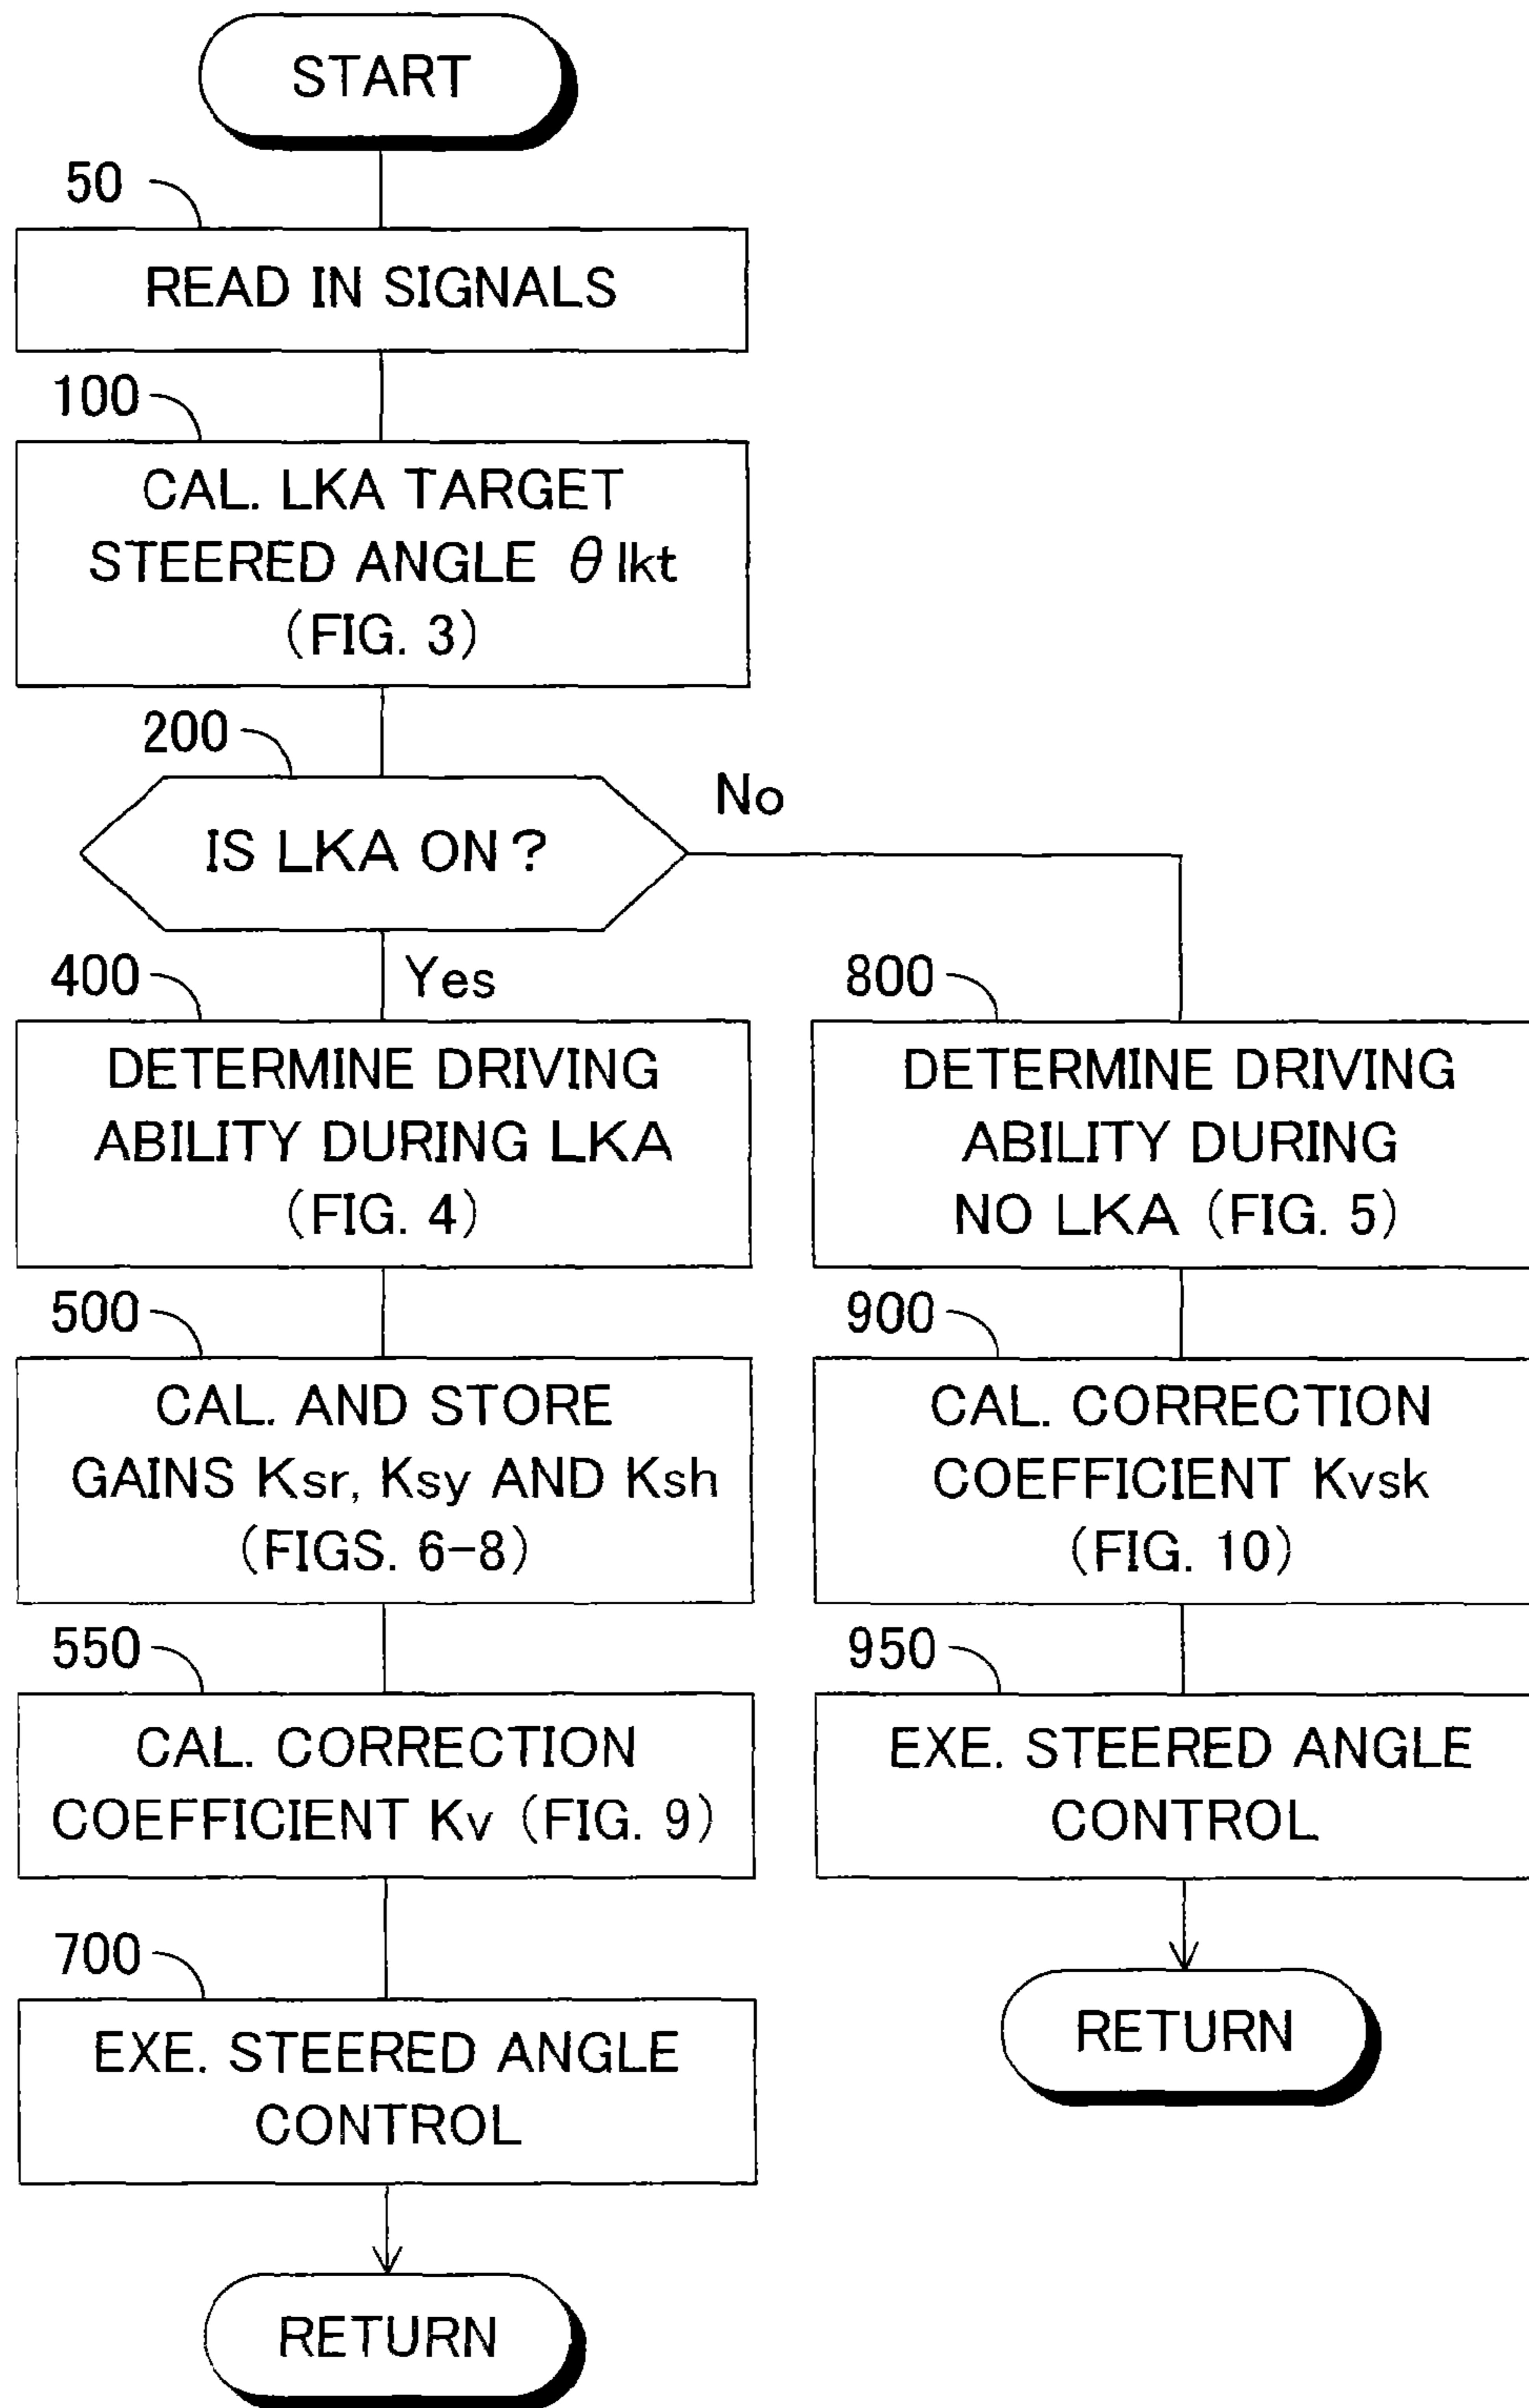 START
50
READ IN SIGNALS
100
CAL. LKA TARGET
STEERED ANGLE θlkt
(FIG. 3)
200
IS LKA ON?
No
Yes
400
DETERMINE DRIVING
ABILITY DURING LKA
(FIG. 4)
500
CAL. AND STORE
GAINS Ksr, Ksy AND Ksh
(FIGS. 6-8)
550
CAL. CORRECTION
COEFFICIENT Kv (FIG. 9)
700
EXE. STEERED ANGLE
CONTROL
RETURN
800
DETERMINE DRIVING
ABILITY DURING
NO LKA (FIG. 5)
900
CAL. CORRECTION
COEFFICIENT Kvsk
(FIG. 10)
950
EXE. STEERED ANGLE
CONTROL
RETURN